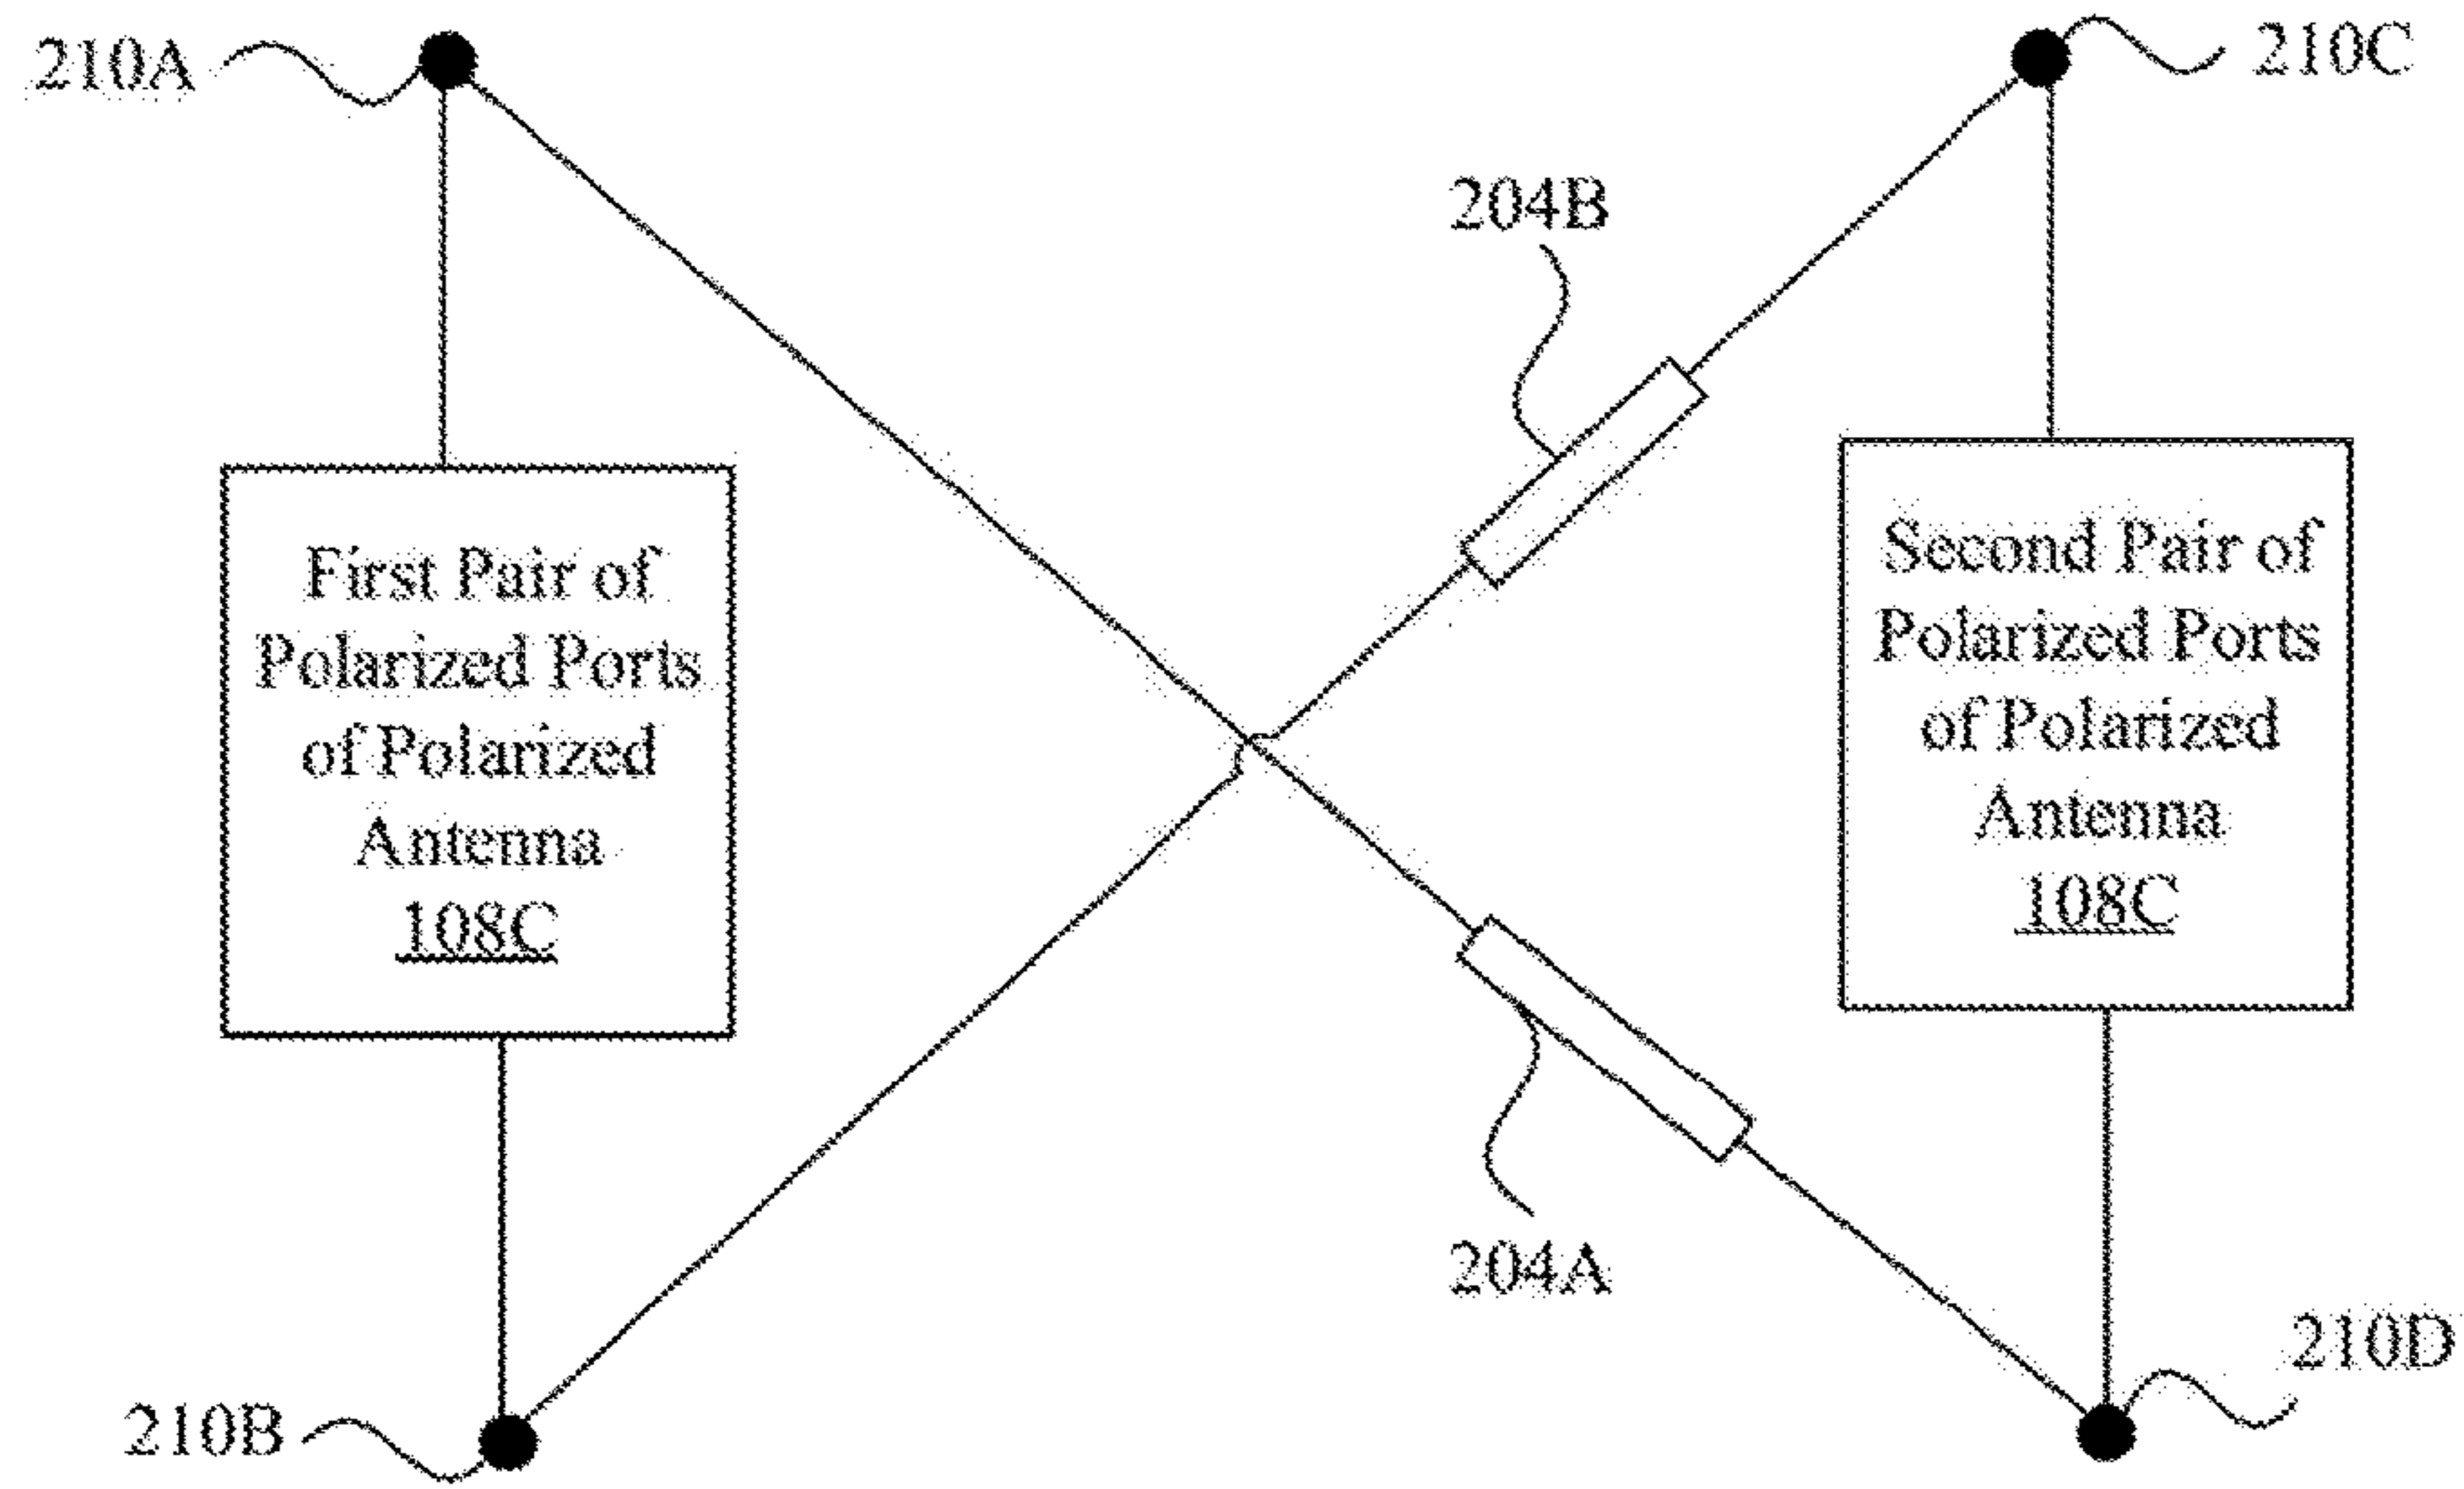 210A
210C
204B
First Pair of
Polarized Ports
of Polarized
Antenna
108C
Second Pair of
Polarized Ports
of Polarized
Antenna
108C
204A
210D
210B